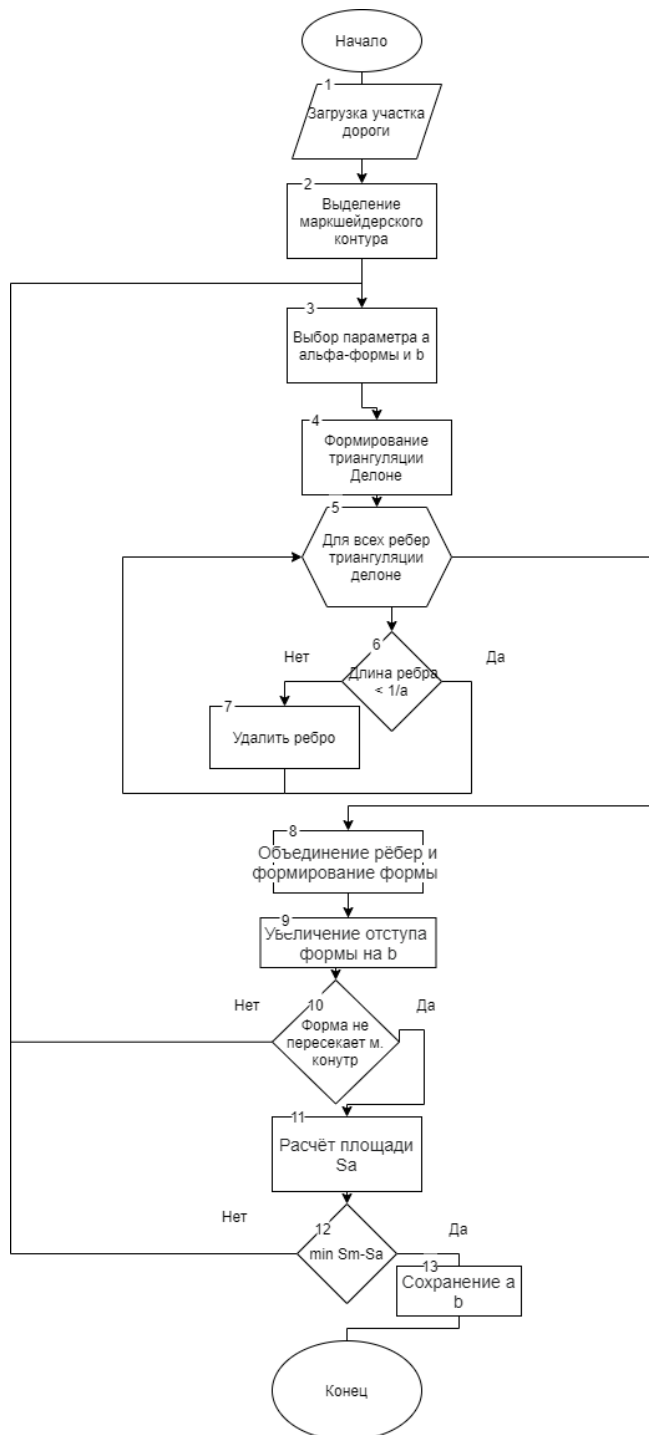 Начало
1
Загрузка участка
дороги
2
Выделение
маркшейдерского
контура
3
Выбор параметра a
альфа-формы и b
4
Формирование
триангуляции
Делоне
5
Для всех ребер
триангуляции
делоне
6
Нет
Да
Длина ребра
< 1/a
7
Удалить ребро
8
Объединение рёбер и
формирование формы
9
Увеличение отступа
формы на b
Нет
10
Да
Форма не
пересекает м.
конутр
11
Расчёт площади
Sa
Нет
12
Да
min Sm-Sa
13
Сохранение a
b
Конец